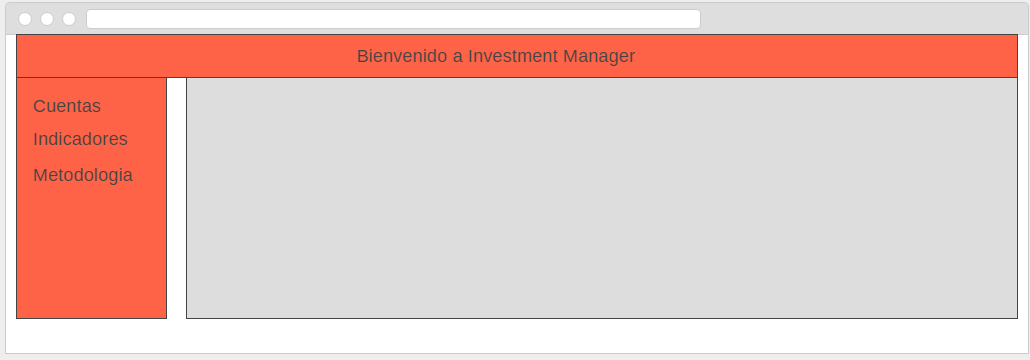 Bienvenido a Investment Manager
Cuentas
Indicadores
Metodologia